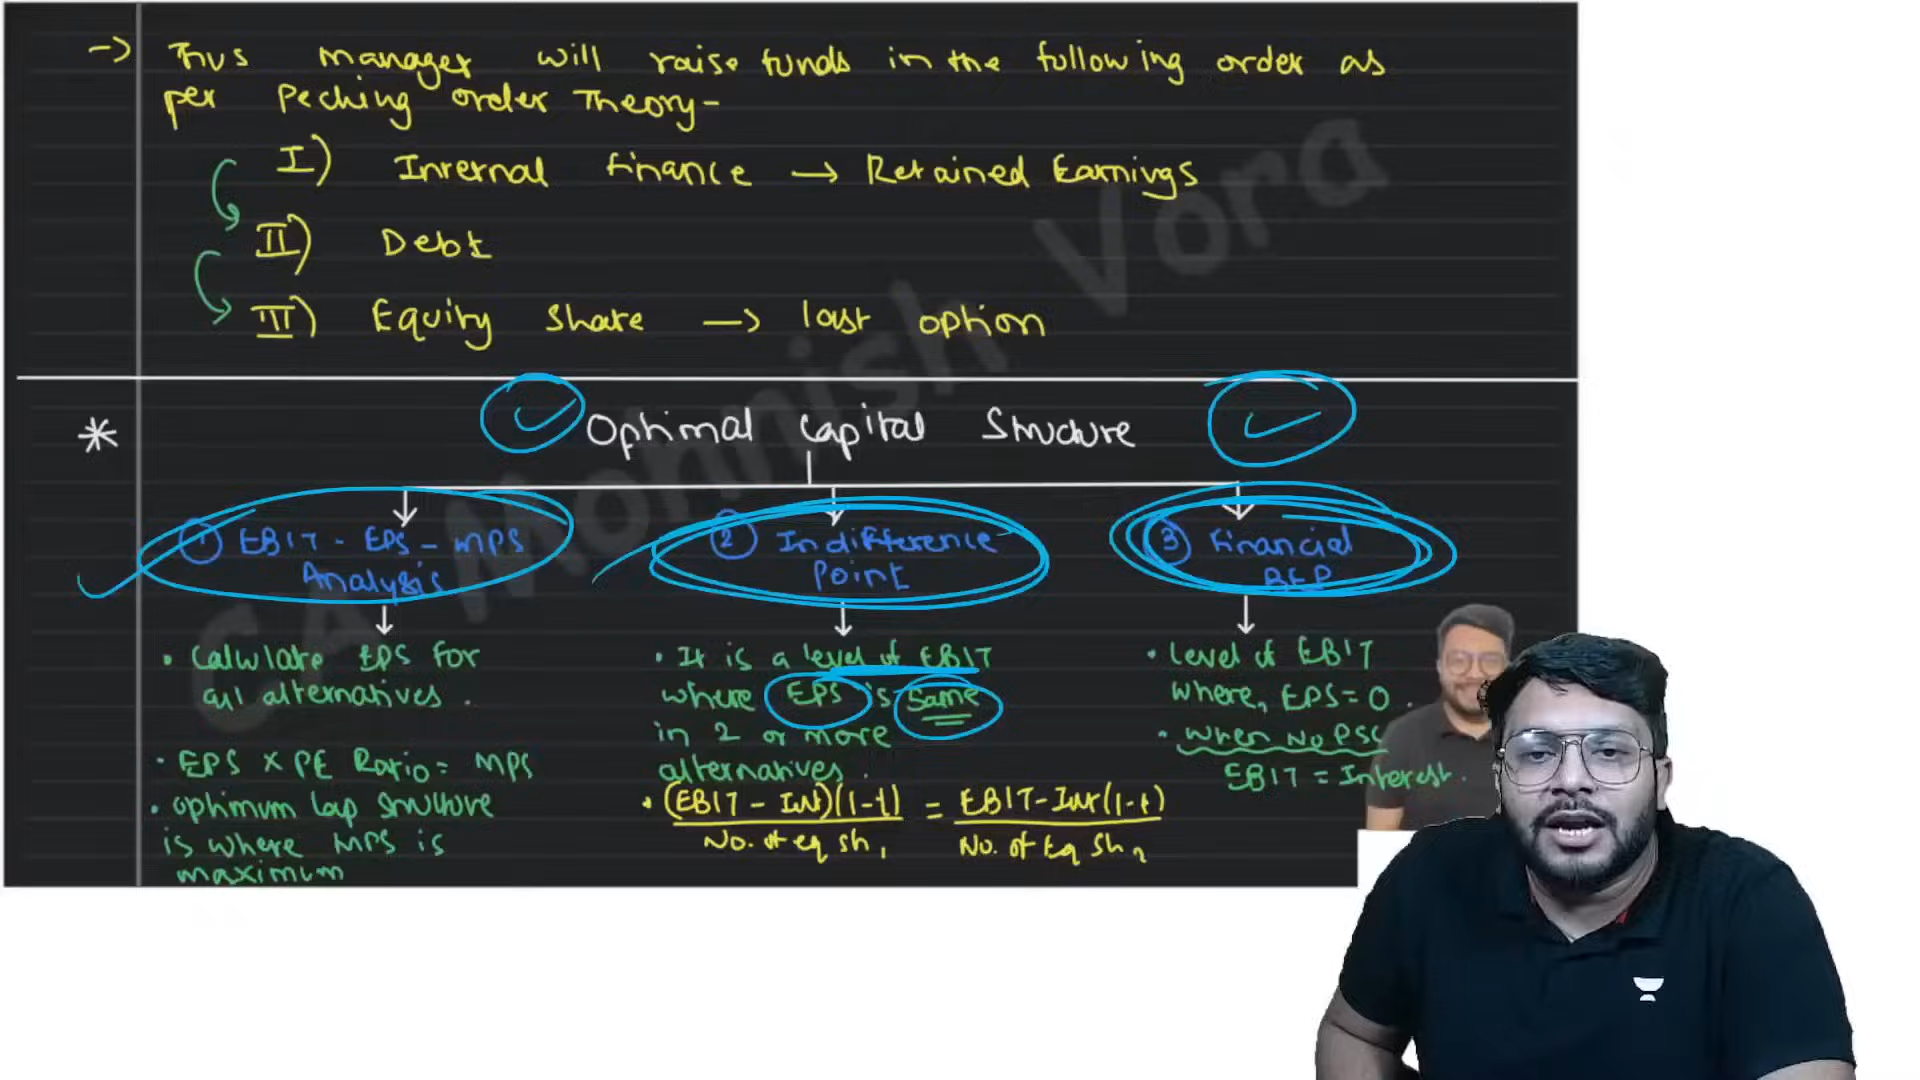 → Thus manager will raise funds in the following order as
per Pecking order Theory-
I) Internal Finance → Retained Earnings
II) Debt
III) Equity Share → last option
* Optimal Capital Structure
① EBIT - EPS - MPS
Analysis
② Indifference
Point
③ Financial
BEP
• Calculate EPS for
all alternatives.
• EPS X PE Ratio = MPS
• optimum cap structure
is where MPS is
maximum
• It is a level of EBIT
where EPS is same
in 2 or more
alternatives.
• (EBIT - Int)(1-t) = EBIT-Int(1-t)
No. of eq sh1 No. of Eq Sh2
• Level of EBIT
where, EPS=0.
• when No PSC
EBIT = Interest.
CA Mohnish Vora